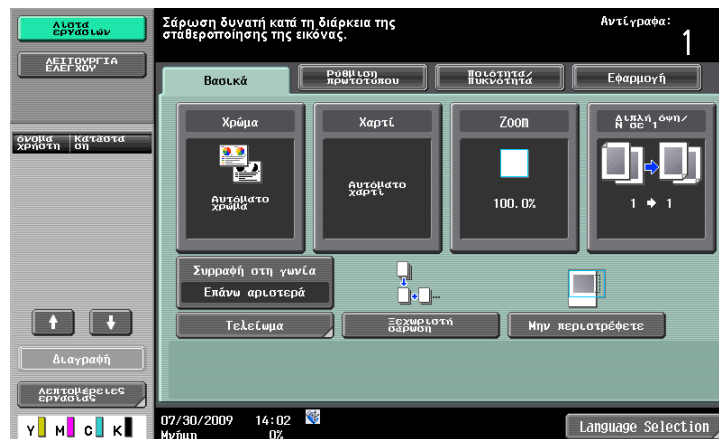 Λίστα
εργασιών
ΛΕΙΤΟΥΡΓΙΑ
ΕΛΕΓΧΟΥ
όνομα
χρήστη
Κατάστα
ση
Διαγραφή
Λεπτομέρειες
εργασίας
Y M C K
Σάρωση δυνατή κατά τη διάρκεια της
σταθεροποίησης της εικόνας.
Αντίγραφα:
1
Βασικά
Ρύθμιση
πρωτοτύπου
Ποιότητα/
Πυκνότητα
Εφαρμογή
Χρώμα
Αυτόματο
χρώμα
Χαρτί
Αυτόματο
χαρτί
Zoom
100.0%
Διπλή όψη/
N σε 1
1 → 1
Συρραφή στη γωνία
Επάνω αριστερά
Τελείωμα
Ξεχωριστή
σάρωση
Μην περιστρέφετε
07/30/2009 14:02
Μνήμη 0%
Language Selection